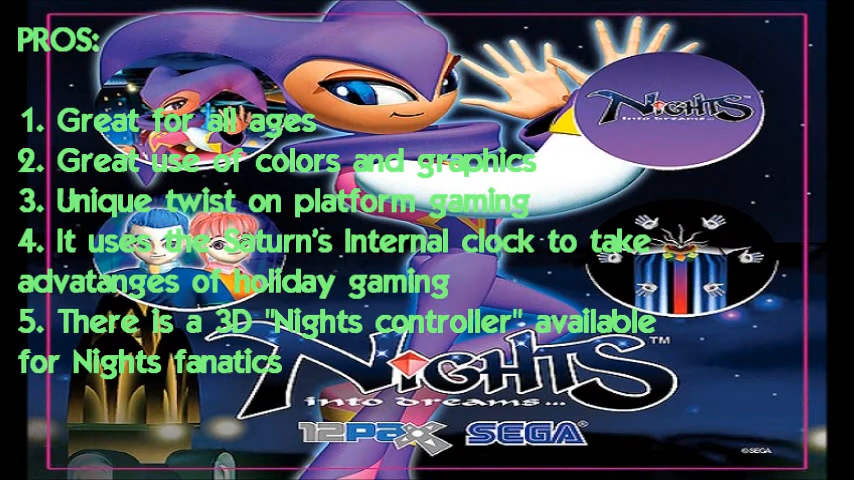 PROS:
1. Great for all ages
2. Great use of colors and graphics
3. Unique twist on platform gaming
4. It uses the Saturn's Internal clock to take
advatanges of holiday gaming
5. There is a 3D "Nights controller" available
for Nights fanatics
NiGHTS
into dreams...
NiGHTS™
into dreams...
12PaX SEGA®
©SEGA